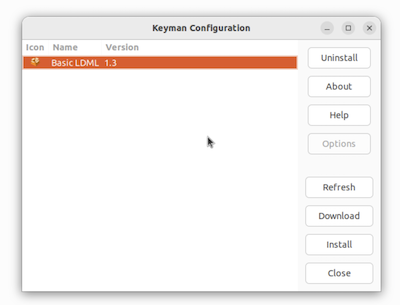 Keyman Configuration
Icon Name Version
Basic LDML 1.3
Uninstall
About
Help
Options
Refresh
Download
Install
Close